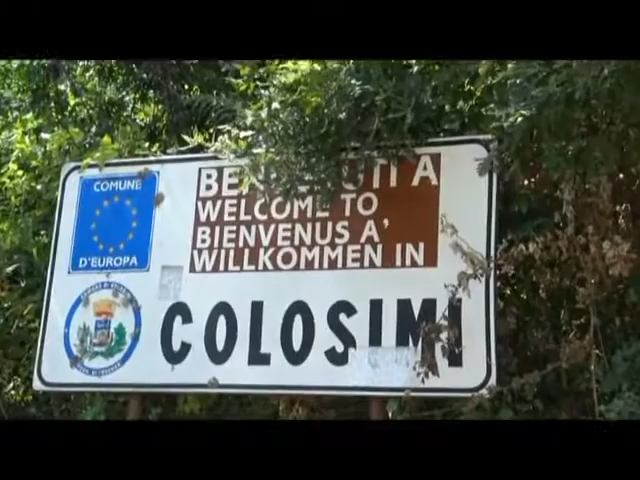 COMUNE
D'EUROPA
BENVENUTI A
WELCOME TO
BIENVENUS A'
WILLKOMMEN IN
COLOSIMI